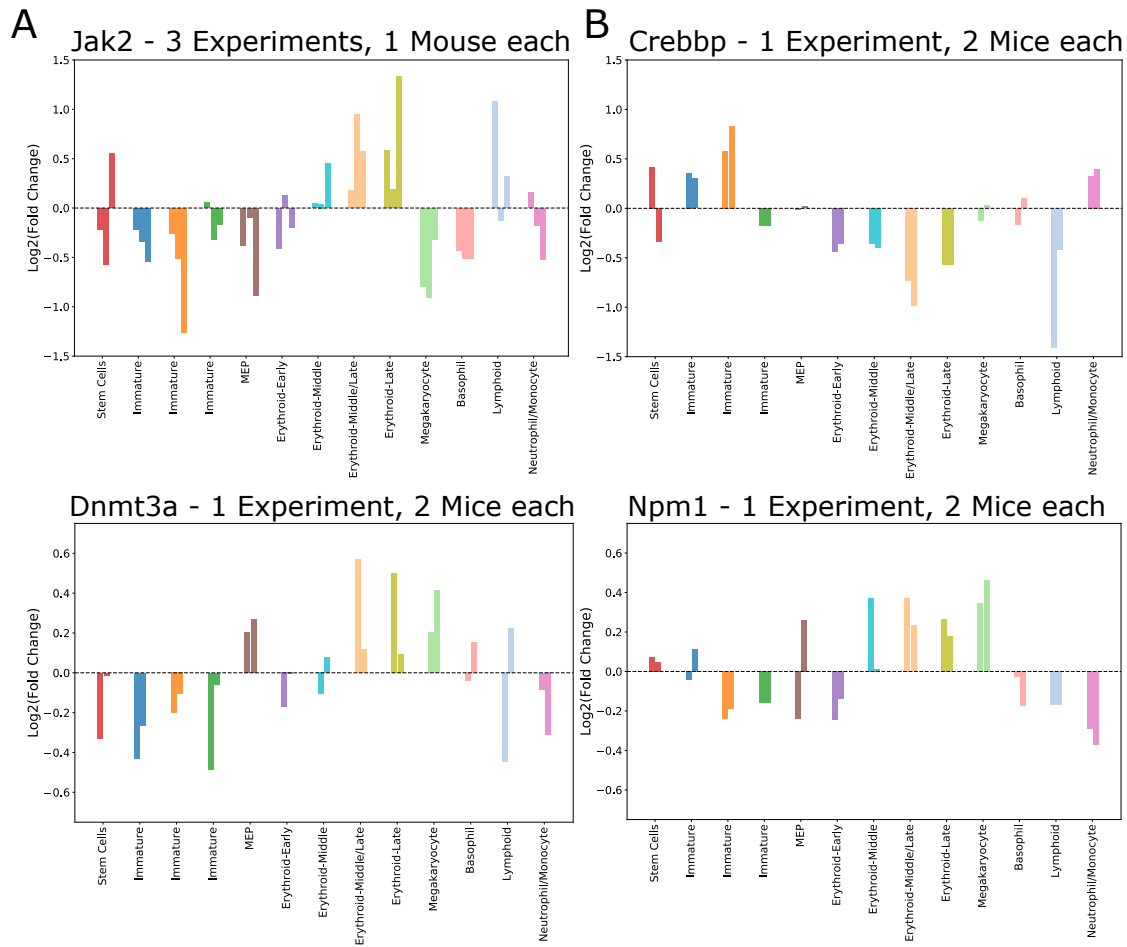 A
Jak2 - 3 Experiments, 1 Mouse each
1.5
1.0
0.5
0.0
−0.5
−1.0
−1.5
Log2(Fold Change)
Stem Cells
Immature
Immature
Immature
MEP
Erythroid-Early
Erythroid-Middle
Erythroid-Middle/Late
Erythroid-Late
Megakaryocyte
Basophil
Lymphoid
Neutrophil/Monocyte
B
Crebbp - 1 Experiment, 2 Mice each
1.5
1.0
0.5
0.0
−0.5
−1.0
−1.5
Log2(Fold Change)
Stem Cells
Immature
Immature
Immature
MEP
Erythroid-Early
Erythroid-Middle
Erythroid-Middle/Late
Erythroid-Late
Megakaryocyte
Basophil
Lymphoid
Neutrophil/Monocyte
Dnmt3a - 1 Experiment, 2 Mice each
0.6
0.4
0.2
0.0
−0.2
−0.4
−0.6
Log2(Fold Change)
Stem Cells
Immature
Immature
Immature
MEP
Erythroid-Early
Erythroid-Middle
Erythroid-Middle/Late
Erythroid-Late
Megakaryocyte
Basophil
Lymphoid
Neutrophil/Monocyte
Npm1 - 1 Experiment, 2 Mice each
0.6
0.4
0.2
0.0
−0.2
−0.4
−0.6
Log2(Fold Change)
Stem Cells
Immature
Immature
Immature
MEP
Erythroid-Early
Erythroid-Middle
Erythroid-Middle/Late
Erythroid-Late
Megakaryocyte
Basophil
Lymphoid
Neutrophil/Monocyte